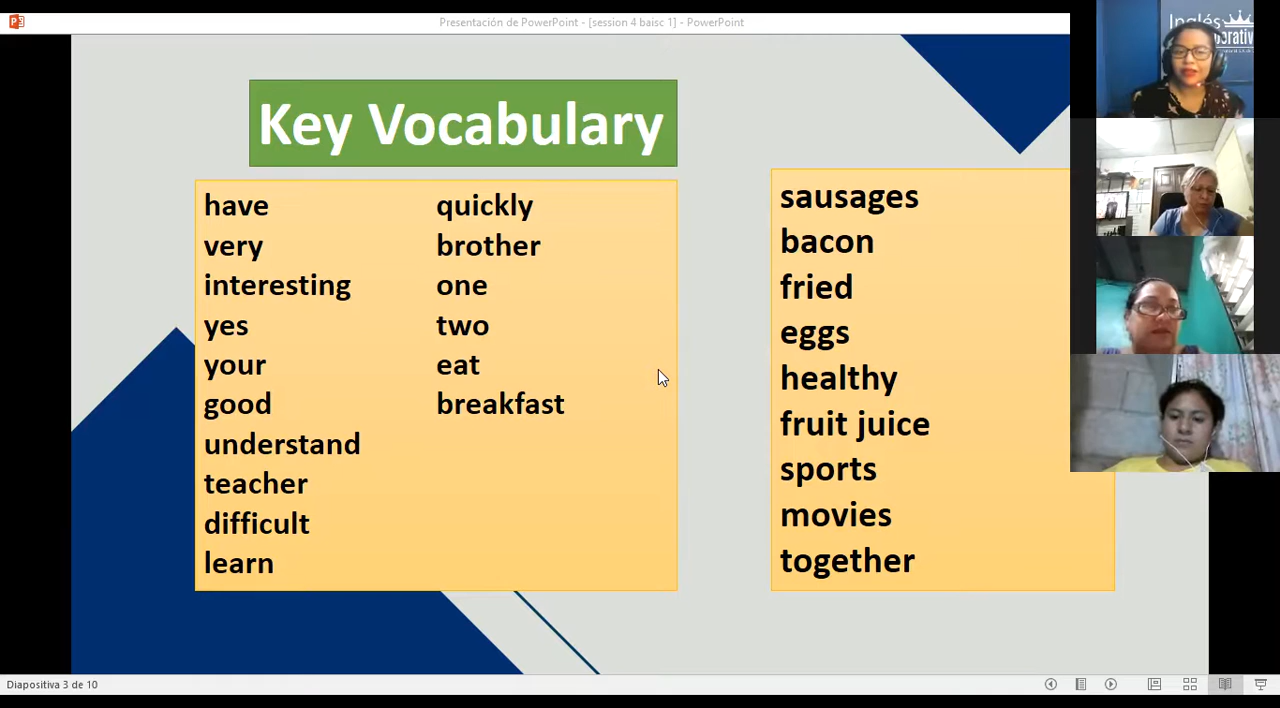 Presentación de PowerPoint - [session 4 baisc 1] - PowerPoint
Inglés
Key Vocabulary
have
very
interesting
yes
your
good
understand
teacher
difficult
learn
quickly
brother
one
two
eat
breakfast
sausages
bacon
fried
eggs
healthy
fruit juice
sports
movies
together
Diapositiva 3 de 10